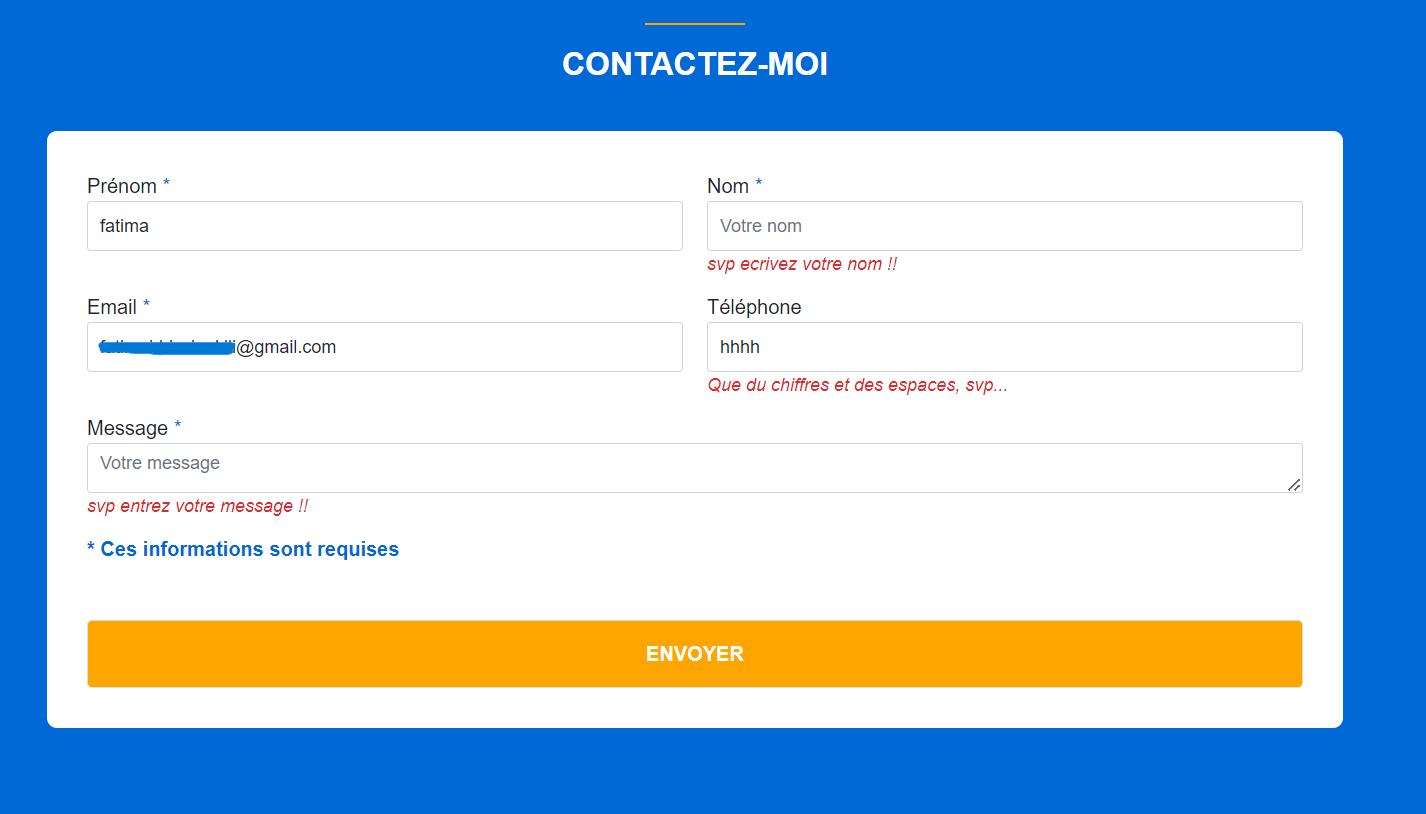 CONTACTEZ-MOI
Prénom *
fatima
Nom *
Votre nom
svp ecrivez votre nom !!
Email *
@gmail.com
Téléphone
hhhh
Que du chiffres et des espaces, svp...
Message *
Votre message
svp entrez votre message !!
* Ces informations sont requises
ENVOYER